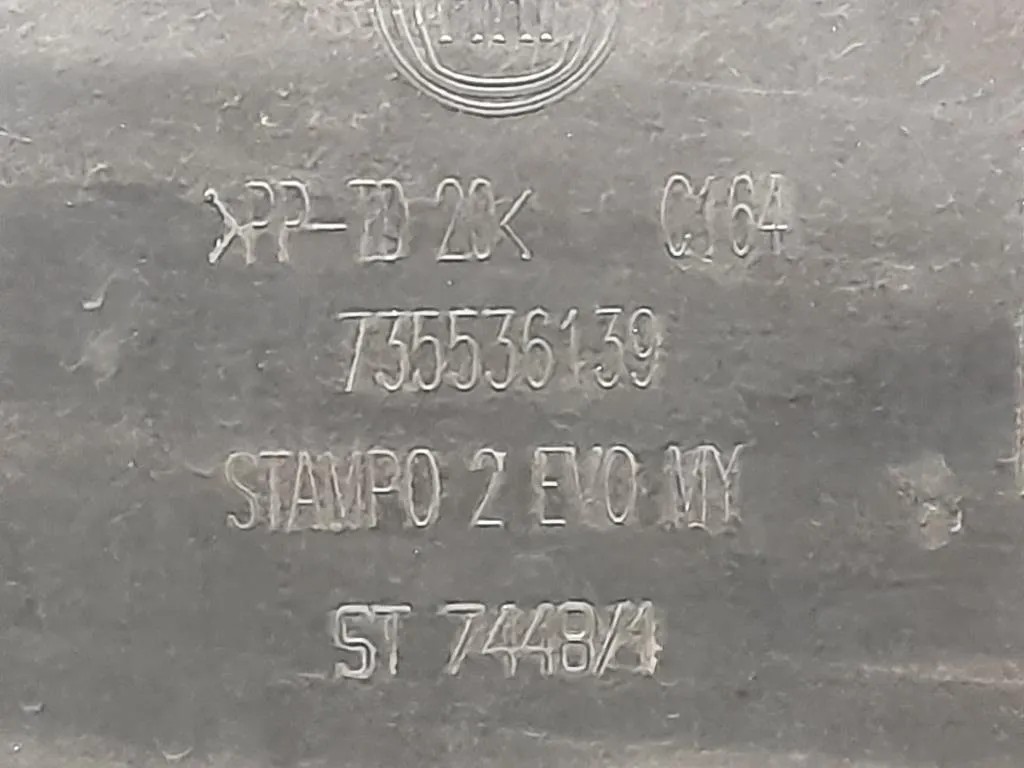 >PP-TD 20< C164
735536139
STAMPO 2 EVO MY
ST 7448/1